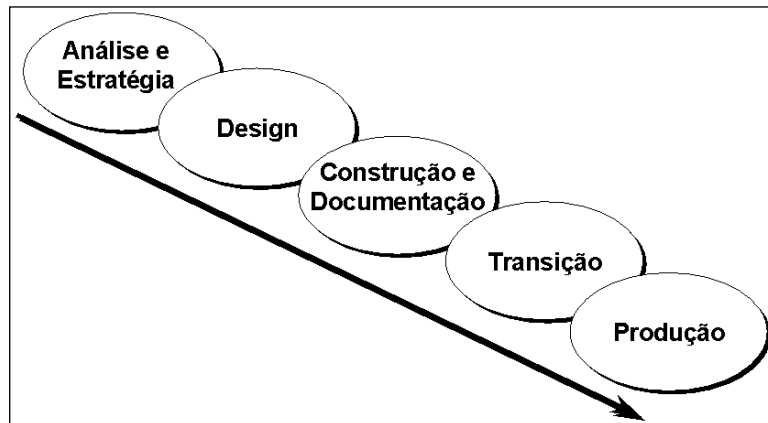 Análise e
Estratégia
Design
Construção e
Documentação
Transição
Produção